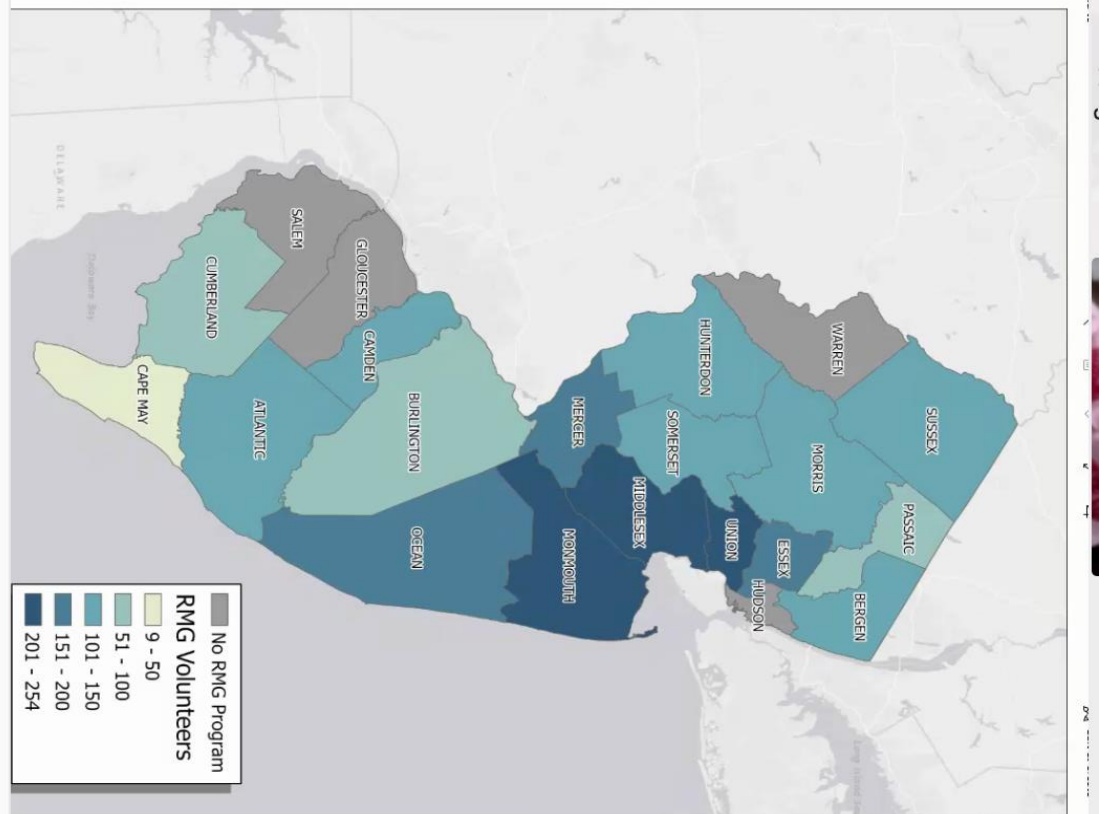 SUSSEX
PASSAIC
BERGEN
WARREN
MORRIS
ESSEX
HUDSON
UNION
HUNTERDON
SOMERSET
MIDDLESEX
MERCER
MONMOUTH
BURLINGTON
OCEAN
CAMDEN
GLOUCESTER
SALEM
ATLANTIC
CUMBERLAND
CAPE MAY
DELAWARE
Delaware Bay
No RMG Program
RMG Volunteers
9 - 50
51 - 100
101 - 150
151 - 200
201 - 254